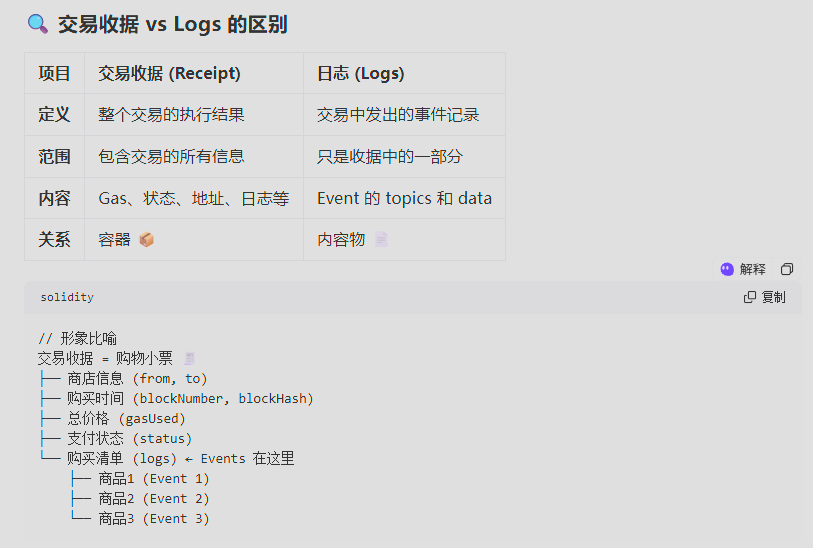 🔍 交易收据 vs Logs 的区别
项目 交易收据 (Receipt) 日志 (Logs)
定义 整个交易的执行结果 交易中发出的事件记录
范围 包含交易的所有信息 只是收据中的一部分
内容 Gas、状态、地址、日志等 Event 的 topics 和 data
关系 容器 📦 内容物 📄
解释
solidity 复制
// 形象比喻
交易收据 = 购物小票 🧾
├── 商店信息 (from, to)
├── 购买时间 (blockNumber, blockHash)
├── 总价格 (gasUsed)
├── 支付状态 (status)
└── 购买清单 (logs) ← Events 在这里
    ├── 商品1 (Event 1)
    ├── 商品2 (Event 2)
    └── 商品3 (Event 3)